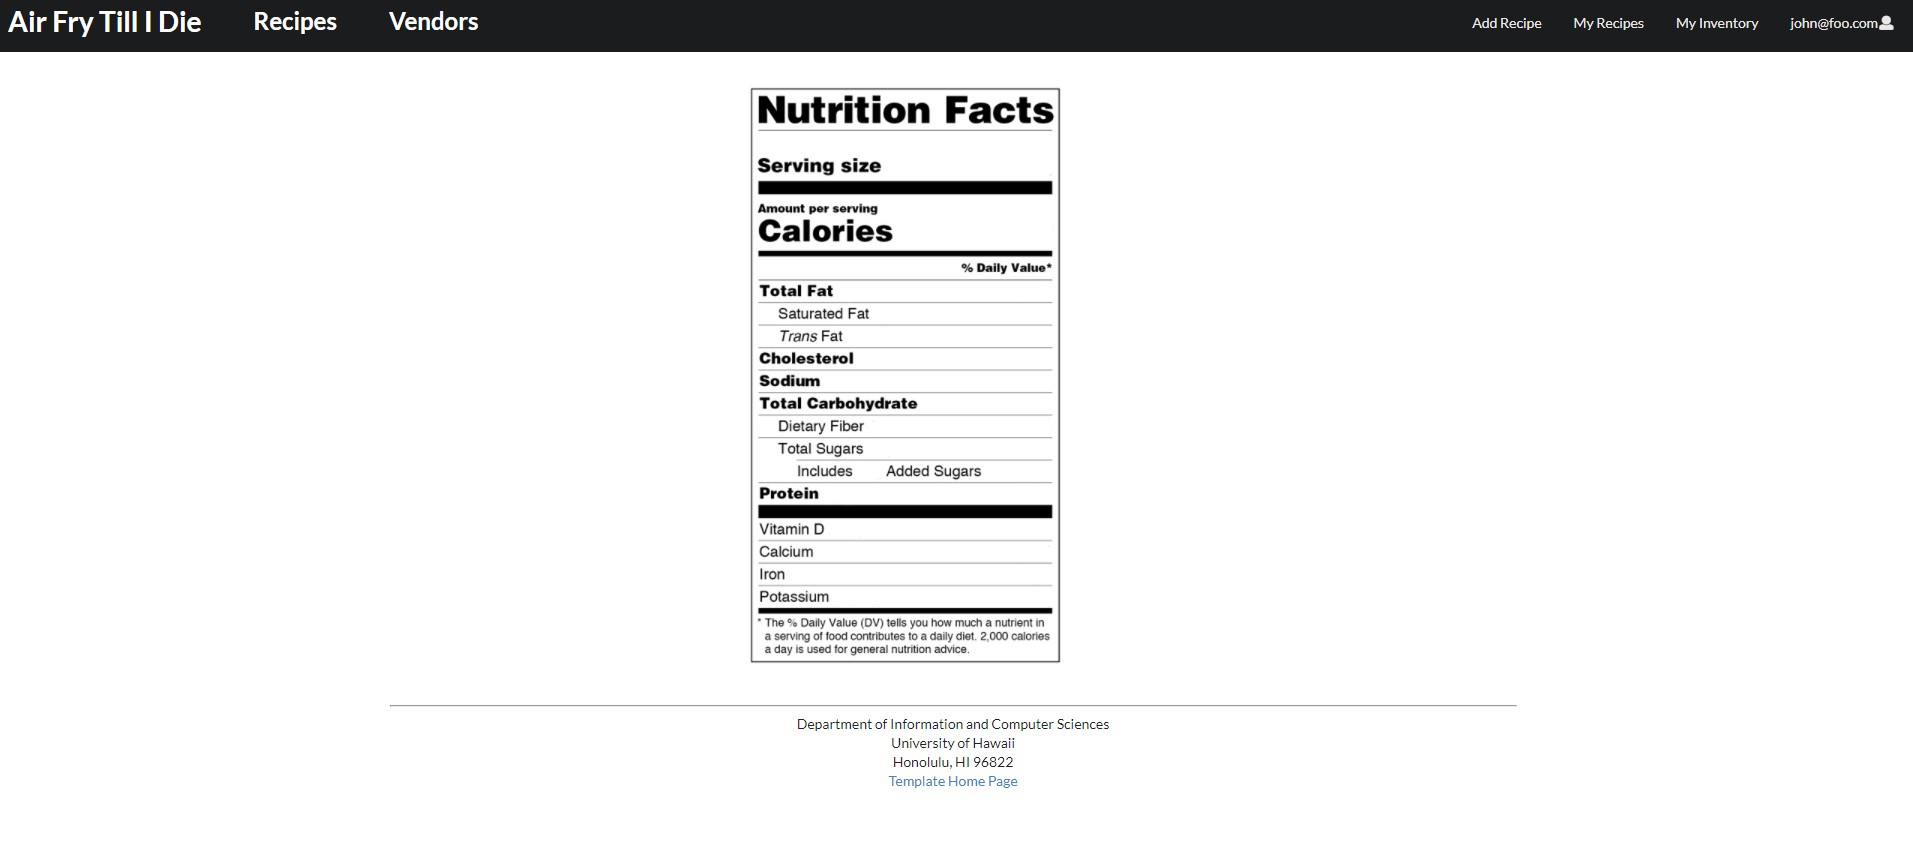 Air Fry Till I Die Recipes Vendors Add Recipe My Recipes My Inventory john@foo.com
Nutrition Facts
Serving size
Amount per serving
Calories
% Daily Value*
Total Fat
Saturated Fat
Trans Fat
Cholesterol
Sodium
Total Carbohydrate
Dietary Fiber
Total Sugars
Includes Added Sugars
Protein
Vitamin D
Calcium
Iron
Potassium
* The % Daily Value (DV) tells you how much a nutrient in
a serving of food contributes to a daily diet. 2,000 calories
a day is used for general nutrition advice.
Department of Information and Computer Sciences
University of Hawaii
Honolulu, HI 96822
Template Home Page